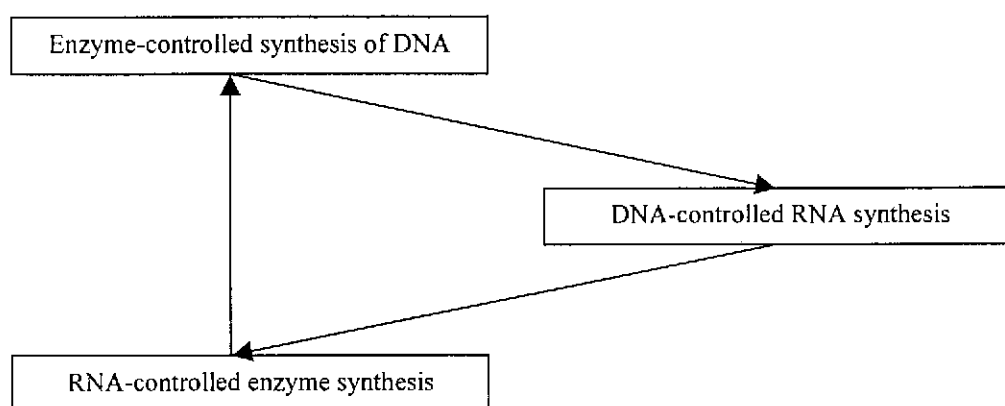 Enzyme-controlled synthesis of DNA
DNA-controlled RNA synthesis
RNA-controlled enzyme synthesis